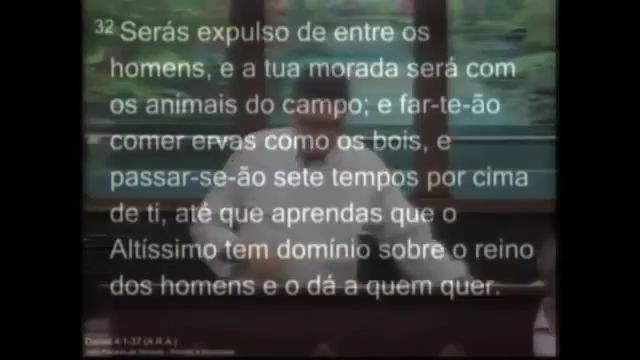 32 Serás expulso de entre os
homens, e a tua morada será com
os animais do campo; e far-te-ão
comer ervas como os bois, e
passar-se-ão sete tempos por cima
de ti, até que aprendas que o
Altíssimo tem domínio sobre o reino
dos homens e o dá a quem quer.
Daniel 4:1-37 (A.R.A.)